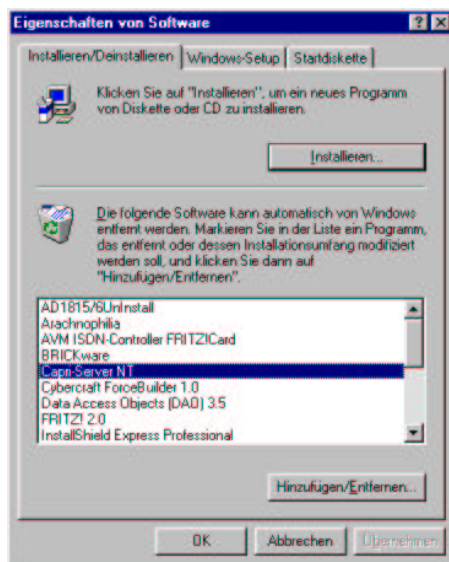 Eigenschaften von Software
Installieren/Deinstallieren Windows-Setup Startdiskette
Klicken Sie auf "Installieren", um ein neues Programm
von Diskette oder CD zu installieren.
Installieren...
Die folgende Software kann automatisch von Windows
entfernt werden. Markieren Sie in der Liste ein Programm,
das entfernt oder dessen Installationsumfang modifiziert
werden soll, und klicken Sie dann auf
"Hinzufügen/Entfernen".
AD1815/6UnInstall
Arachnophilia
AVM ISDN-Controller FRITZ!Card
BRICKware
Capri-Server NT
Cybercraft ForceBuilder 1.0
Data Access Objects (DAO) 3.5
FRITZ! 2.0
InstallShield Express Professional
Hinzufügen/Entfernen...
OK Abbrechen Übernehmen